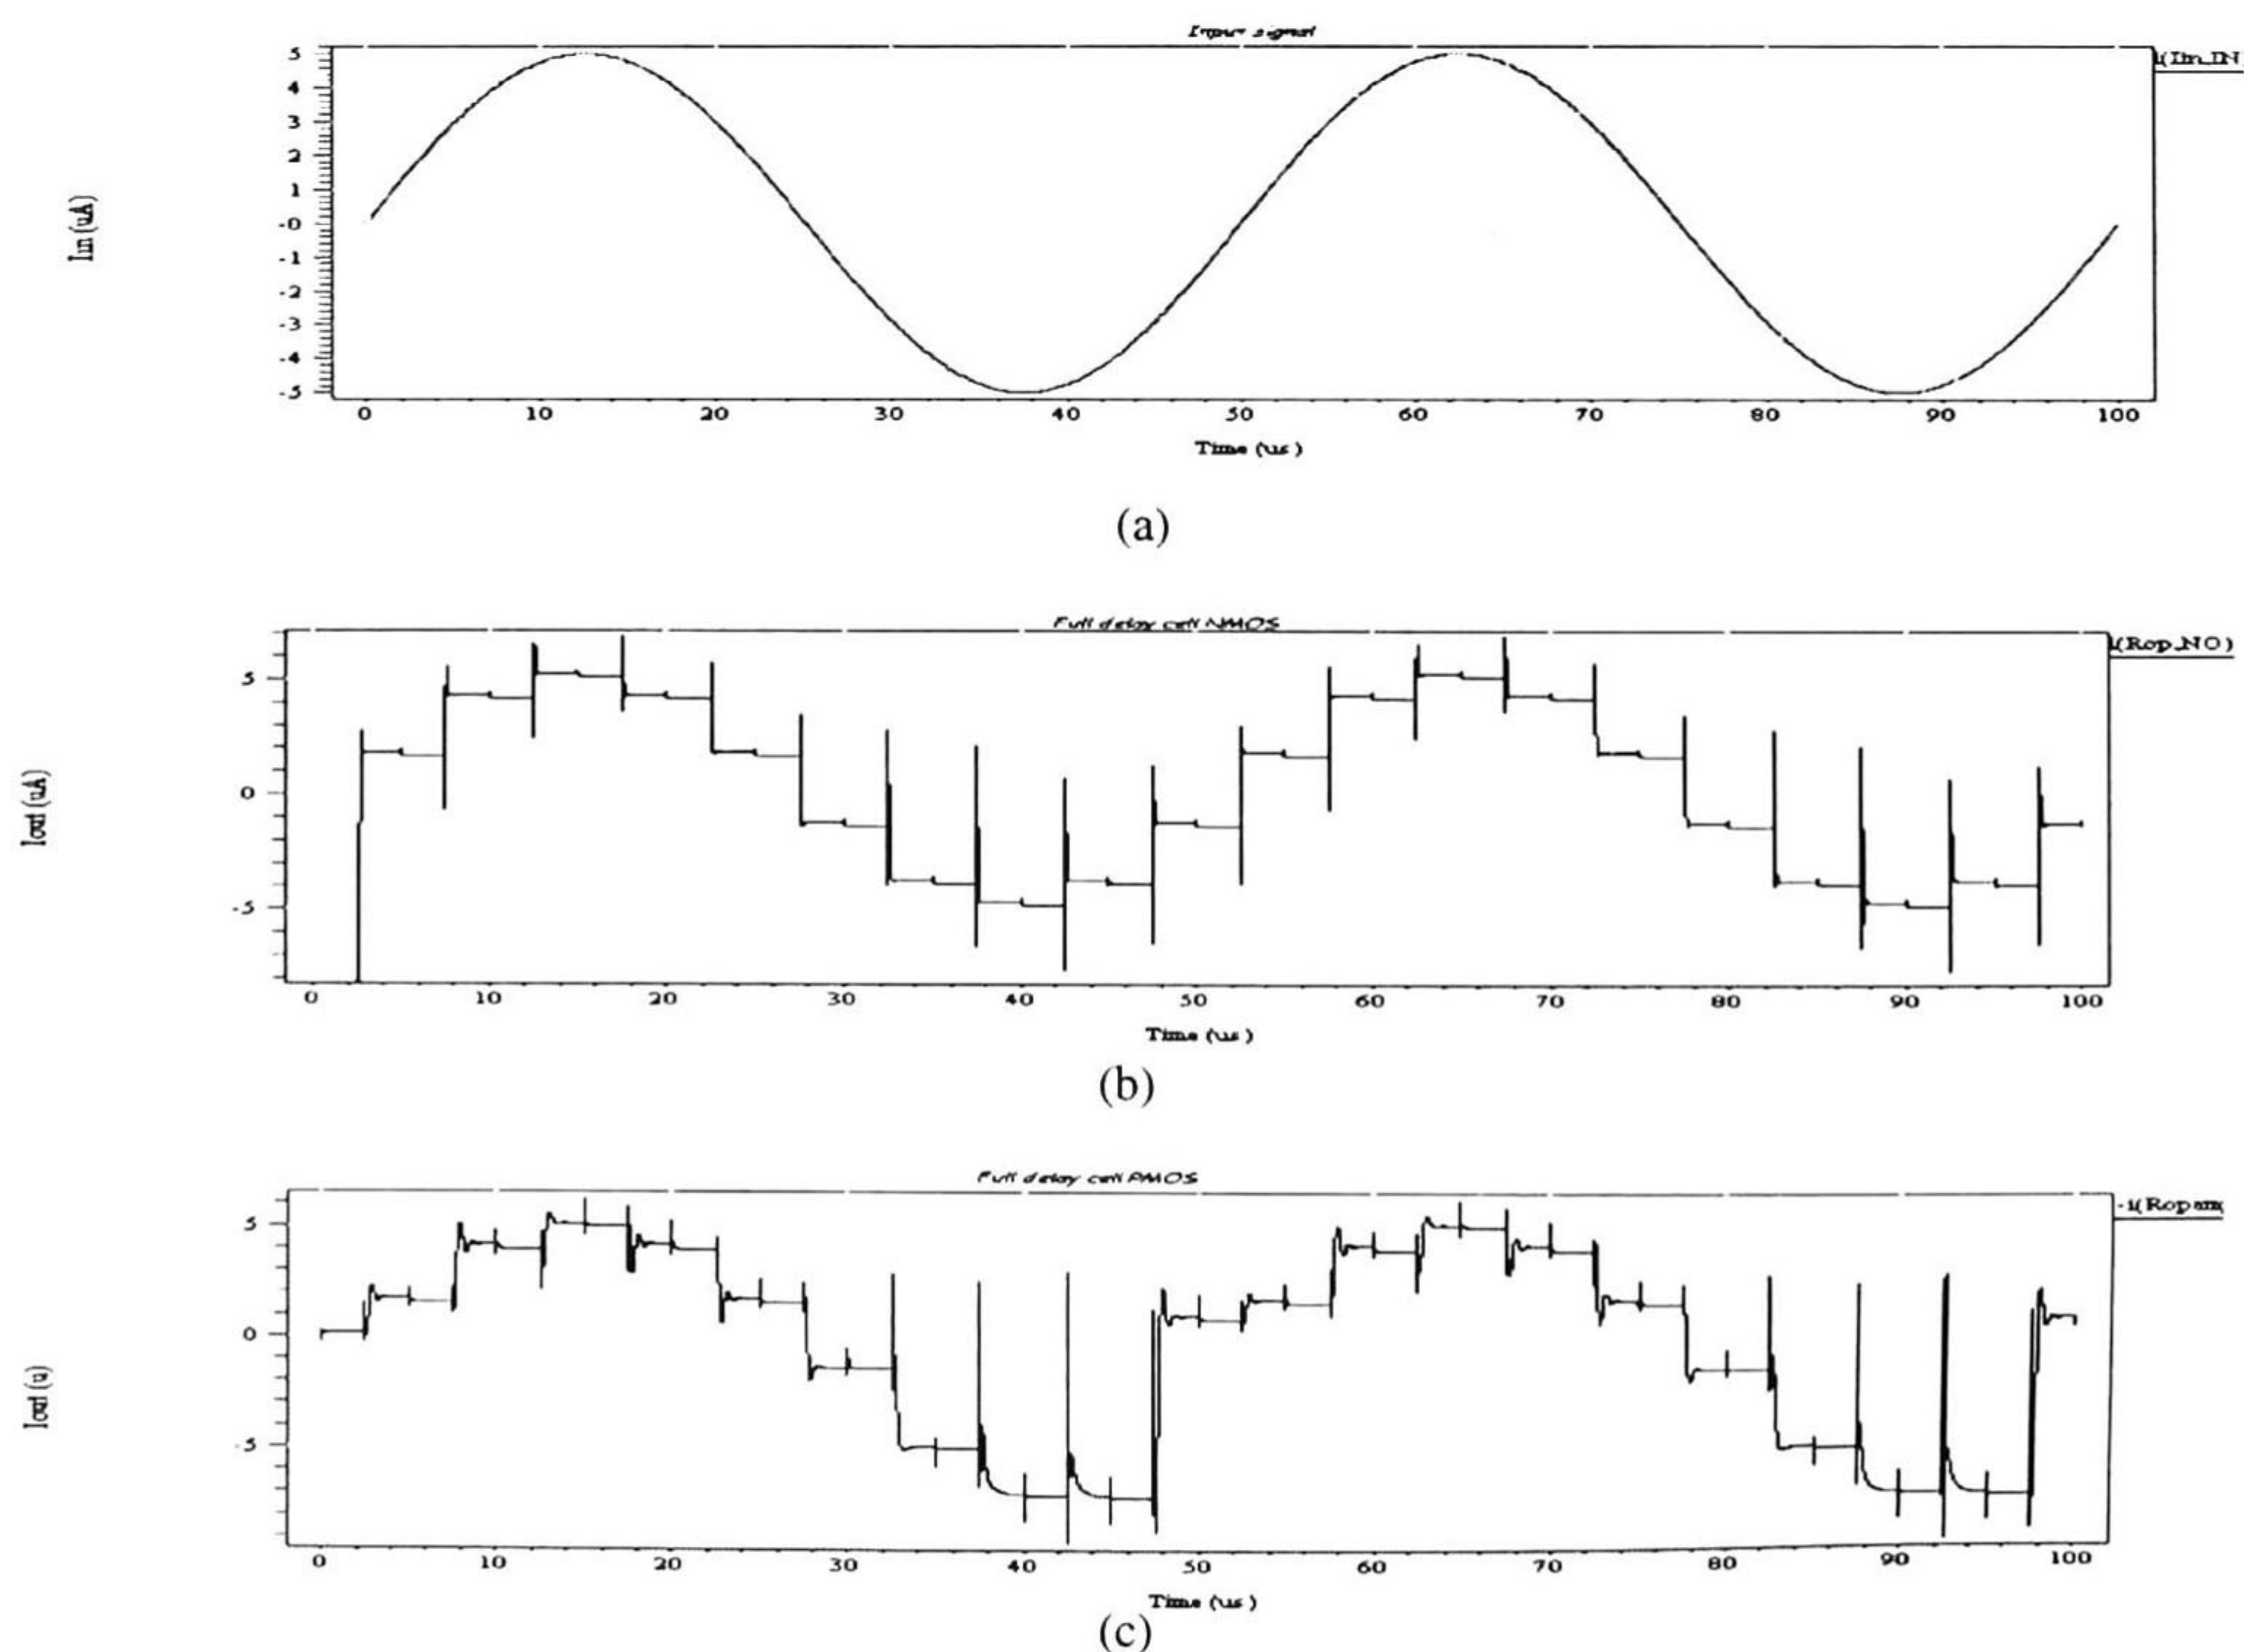 Input signal
i(Iin_IN
5
4
3
2
1
-0
-1
-2
-3
-4
-5
Iin (uA)
0 10 20 30 40 50 60 70 80 90 100
Time (us)
(a)
Full delay cell NMOS
i(Rop_NO)
5
0
-5
Iout (uA)
0 10 20 30 40 50 60 70 80 90 100
Time (us)
(b)
Full delay cell PMOS
-i(Ropam
5
0
-5
Iout (u)
0 10 20 30 40 50 60 70 80 90 100
Time (us)
(c)